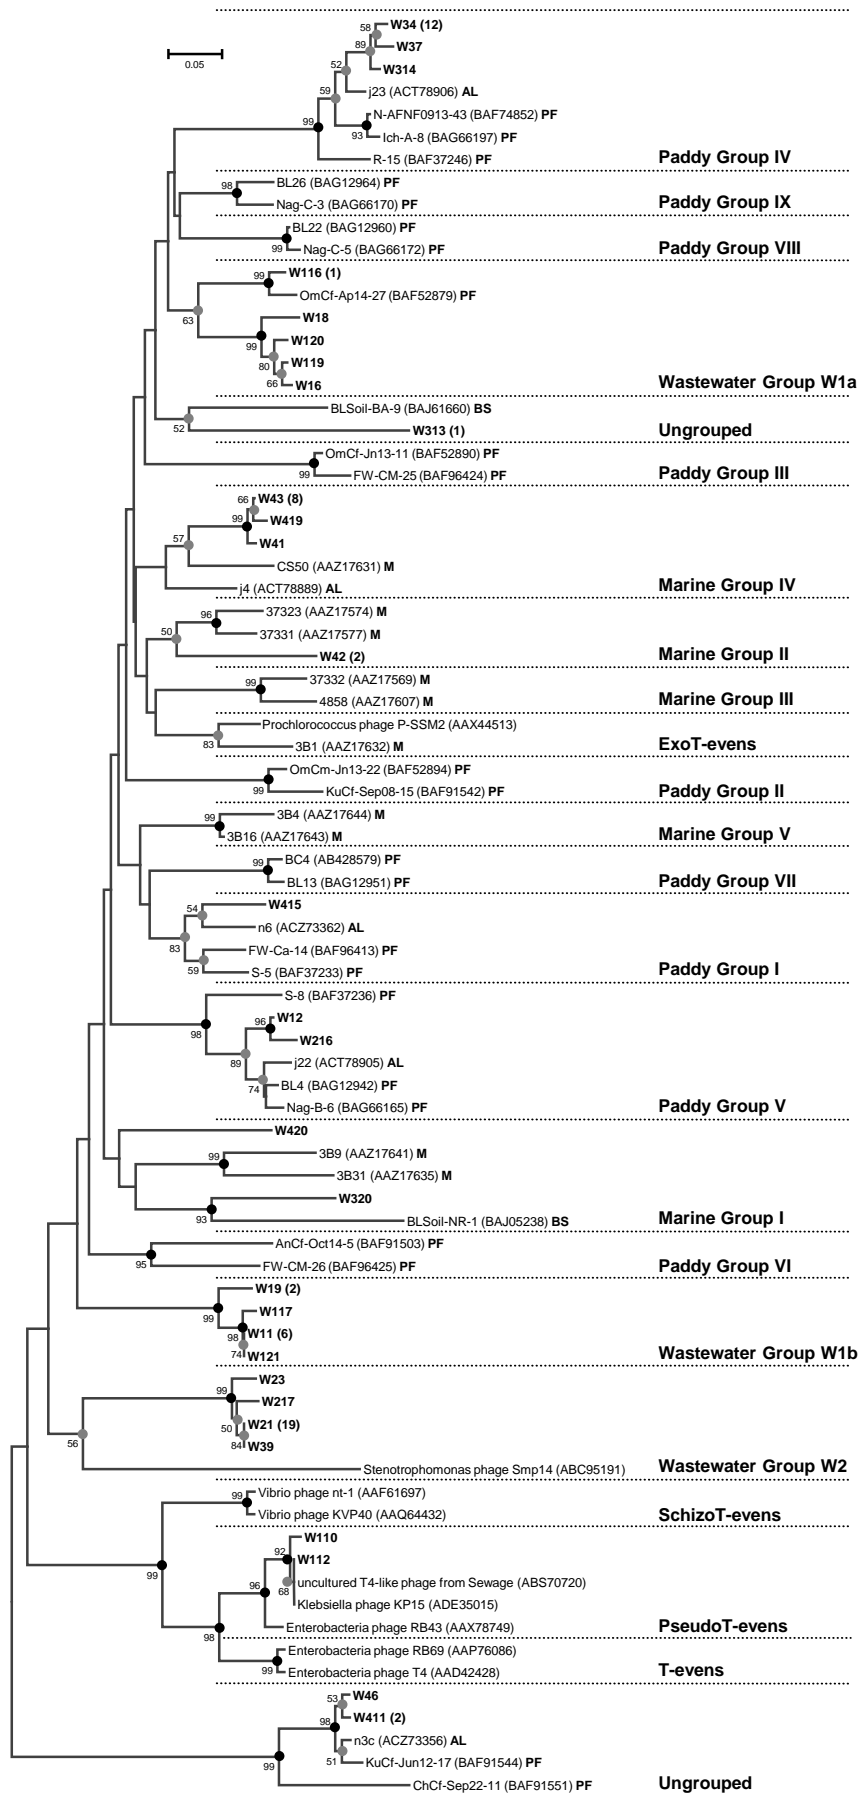 58
W34 (12)
89
W37
0.05
52
W314
59
j23 (ACT78906) AL
99
N-AFNF0913-43 (BAF74852) PF
93
Ich-A-8 (BAG66197) PF
R-15 (BAF37246) PF
Paddy Group IV
98
BL26 (BAG12964) PF
Nag-C-3 (BAG66170) PF
Paddy Group IX
BL22 (BAG12960) PF
99
Nag-C-5 (BAG66172) PF
Paddy Group VIII
99
W116 (1)
OmCf-Ap14-27 (BAF52879) PF
63
W18
99
W120
80
W119
66
W16
Wastewater Group W1a
BLSoil-BA-9 (BAJ61660) BS
52
W313 (1)
Ungrouped
OmCf-Jn13-11 (BAF52890) PF
99
FW-CM-25 (BAF96424) PF
Paddy Group III
66
W43 (8)
99
W419
57
W41
CS50 (AAZ17631) M
j4 (ACT78889) AL
Marine Group IV
96
37323 (AAZ17574) M
50
37331 (AAZ17577) M
W42 (2)
Marine Group II
99
37332 (AAZ17569) M
4858 (AAZ17607) M
Marine Group III
Prochlorococcus phage P-SSM2 (AAX44513)
83
3B1 (AAZ17632) M
ExoT-evens
OmCm-Jn13-22 (BAF52894) PF
99
KuCf-Sep08-15 (BAF91542) PF
Paddy Group II
99
3B4 (AAZ17644) M
3B16 (AAZ17643) M
Marine Group V
99
BC4 (AB428579) PF
BL13 (BAG12951) PF
Paddy Group VII
54
W415
n6 (ACZ73362) AL
83
FW-Ca-14 (BAF96413) PF
59
S-5 (BAF37233) PF
Paddy Group I
S-8 (BAF37236) PF
98
96
W12
W216
89
j22 (ACT78905) AL
74
BL4 (BAG12942) PF
Nag-B-6 (BAG66165) PF
Paddy Group V
W420
99
3B9 (AAZ17641) M
3B31 (AAZ17635) M
W320
93
BLSoil-NR-1 (BAJ05238) BS
Marine Group I
AnCf-Oct14-5 (BAF91503) PF
95
FW-CM-26 (BAF96425) PF
Paddy Group VI
W19 (2)
99
W117
98
W11 (6)
74
W121
Wastewater Group W1b
99
W23
W217
50
W21 (19)
84
W39
56
Stenotrophomonas phage Smp14 (ABC95191)
Wastewater Group W2
99
Vibrio phage nt-1 (AAF61697)
Vibrio phage KVP40 (AAQ64432)
SchizoT-evens
99
W110
92
W112
96
68
uncultured T4-like phage from Sewage (ABS70720)
Klebsiella phage KP15 (ADE35015)
98
Enterobacteria phage RB43 (AAX78749)
PseudoT-evens
Enterobacteria phage RB69 (AAP76086)
99
Enterobacteria phage T4 (AAD42428)
T-evens
53
W46
98
W411 (2)
n3c (ACZ73356) AL
99
51
KuCf-Jun12-17 (BAF91544) PF
ChCf-Sep22-11 (BAF91551) PF
Ungrouped